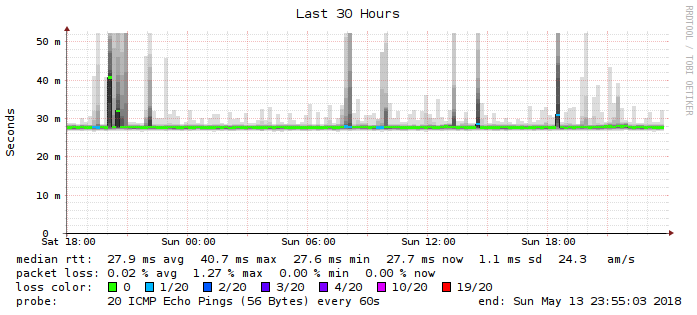 Last 30 Hours
RRDTOOL / TOBI OETIKER
Seconds
50 m
40 m
30 m
20 m
10 m
0
Sat 18:00 Sun 00:00 Sun 06:00 Sun 12:00 Sun 18:00
median rtt: 27.9 ms avg 40.7 ms max 27.6 ms min 27.7 ms now 1.1 ms sd 24.3 am/s
packet loss: 0.02 % avg 1.27 % max 0.00 % min 0.00 % now
loss color: 0 1/20 2/20 3/20 4/20 10/20 19/20
probe: 20 ICMP Echo Pings (56 Bytes) every 60s end: Sun May 13 23:55:03 2018